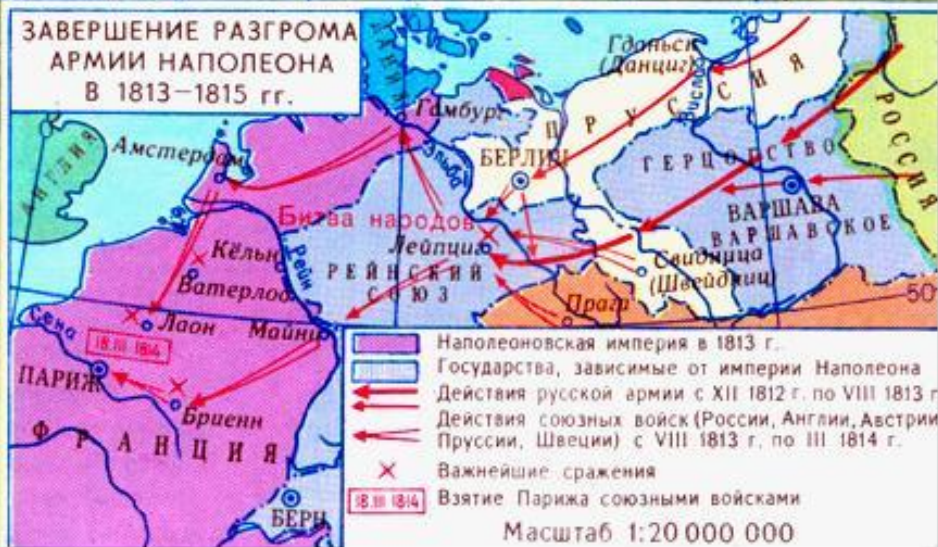 ЗАВЕРШЕНИЕ РАЗГРОМА
АРМИИ НАПОЛЕОНА
В 1813–1815 гг.
ДАНИЯ
АНГЛИЯ
Гданьск
(Данциг)
Висла
ПРУССИЯ
РОССИЯ
Гамбург
Эльба
Амстердам
БЕРЛИН
ГЕРЦОГСТВО
ВАРШАВА
ВАРШАВСКОЕ
Битва народов
Лейпциг
Кёльн
Рейн
РЕЙНСКИЙ
СОЮЗ
Свидница
(Швейдниц)
Ватерлоо
Прага
50
Сена
Лаон
Майнц
18.III 1814
ПАРИЖ
Бриенн
ФРАНЦИЯ
БЕРН
Наполеоновская империя в 1813 г.
Государства, зависимые от империи Наполеона
Действия русской армии с XII 1812 г. по VIII 1813 г
Действия союзных войск (России, Англии, Австрии
Пруссии, Швеции) с VIII 1813 г. по III 1814 г.
Важнейшие сражения
18.III 1814
Взятие Парижа союзными войсками
Масштаб 1:20 000 000